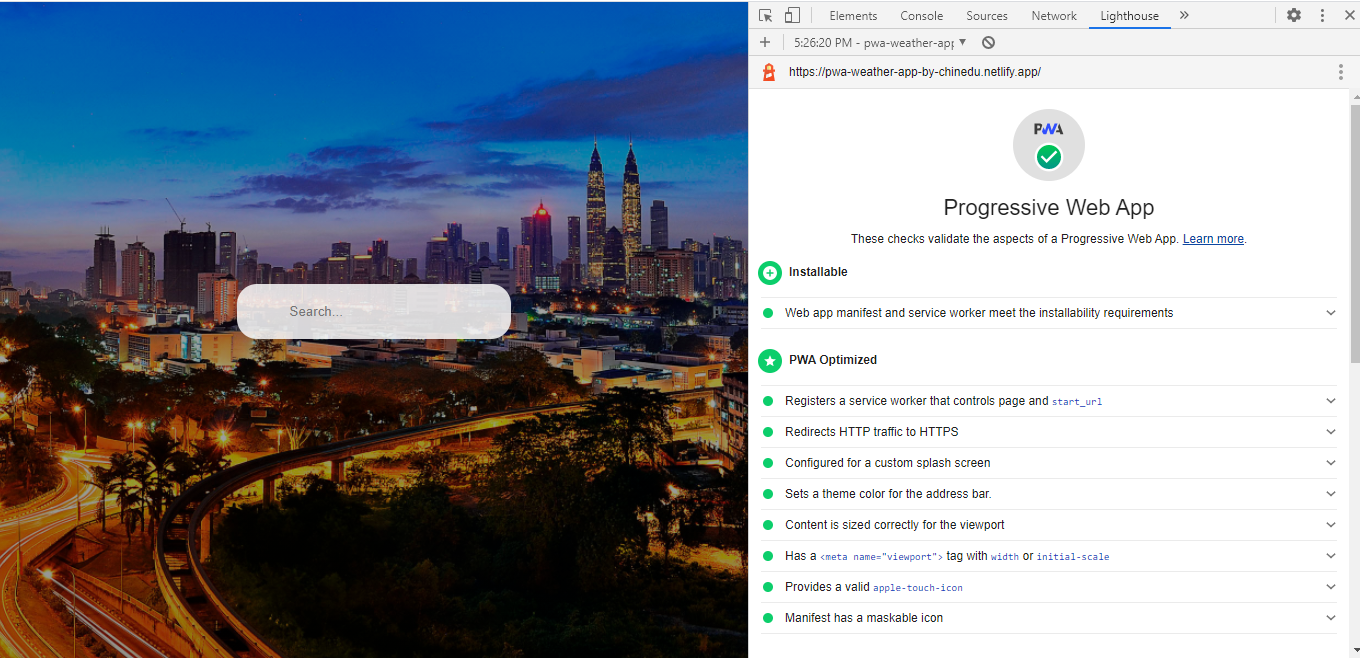 Search...
Elements Console Sources Network Lighthouse
5:26:20 PM - pwa-weather-app
https://pwa-weather-app-by-chinedu.netlify.app/
PWA
Progressive Web App
These checks validate the aspects of a Progressive Web App. Learn more.
Installable
Web app manifest and service worker meet the installability requirements
PWA Optimized
Registers a service worker that controls page and start_url
Redirects HTTP traffic to HTTPS
Configured for a custom splash screen
Sets a theme color for the address bar.
Content is sized correctly for the viewport
Has a <meta name="viewport"> tag with width or initial-scale
Provides a valid apple-touch-icon
Manifest has a maskable icon